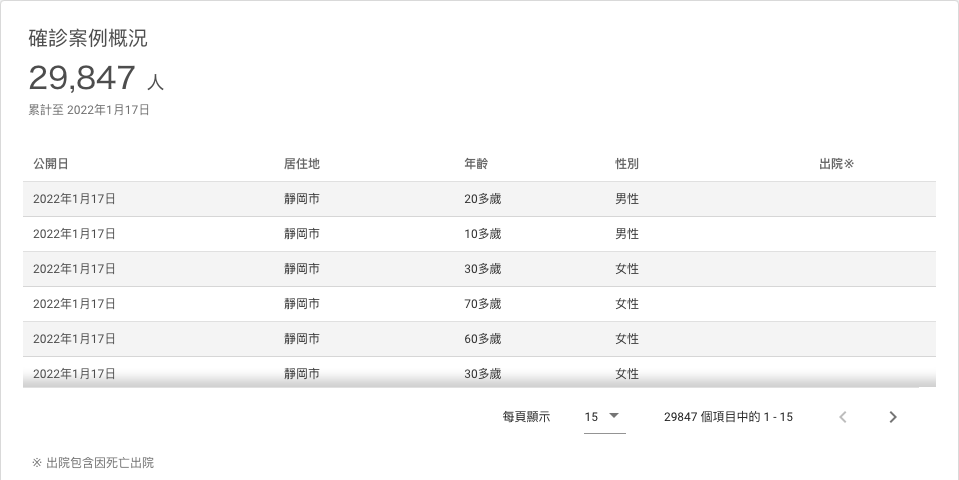 確診案例概況
29,847 人
累計至 2022年1月17日
公開日 居住地 年齡 性別 出院※
2022年1月17日 靜岡市 20多歲 男性
2022年1月17日 靜岡市 10多歲 男性
2022年1月17日 靜岡市 30多歲 女性
2022年1月17日 靜岡市 70多歲 女性
2022年1月17日 靜岡市 60多歲 女性
2022年1月17日 靜岡市 30多歲 女性
每頁顯示 15 29847 個項目中的 1 - 15
※ 出院包含因死亡出院